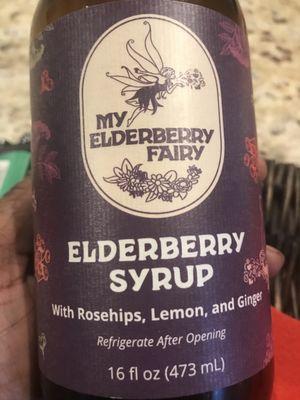 MY
ELDERBERRY
FAIRY
ELDERBERRY
SYRUP
With Rosehips, Lemon, and Ginger
Refrigerate After Opening
16 fl oz (473 mL)